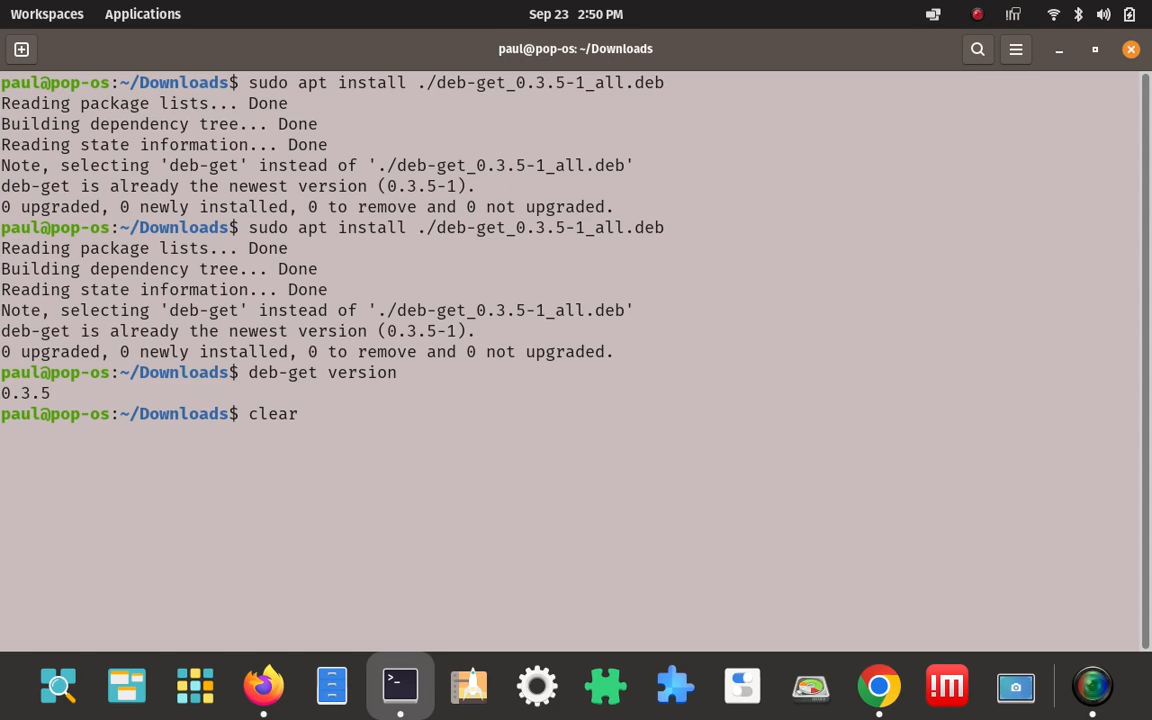 Workspaces Applications Sep 23 2:50 PM
paul@pop-os: ~/Downloads
paul@pop-os:~/Downloads$ sudo apt install ./deb-get_0.3.5-1_all.deb
Reading package lists... Done
Building dependency tree... Done
Reading state information... Done
Note, selecting 'deb-get' instead of './deb-get_0.3.5-1_all.deb'
deb-get is already the newest version (0.3.5-1).
0 upgraded, 0 newly installed, 0 to remove and 0 not upgraded.
paul@pop-os:~/Downloads$ sudo apt install ./deb-get_0.3.5-1_all.deb
Reading package lists... Done
Building dependency tree... Done
Reading state information... Done
Note, selecting 'deb-get' instead of './deb-get_0.3.5-1_all.deb'
deb-get is already the newest version (0.3.5-1).
0 upgraded, 0 newly installed, 0 to remove and 0 not upgraded.
paul@pop-os:~/Downloads$ deb-get version
0.3.5
paul@pop-os:~/Downloads$ clear
>_ !M